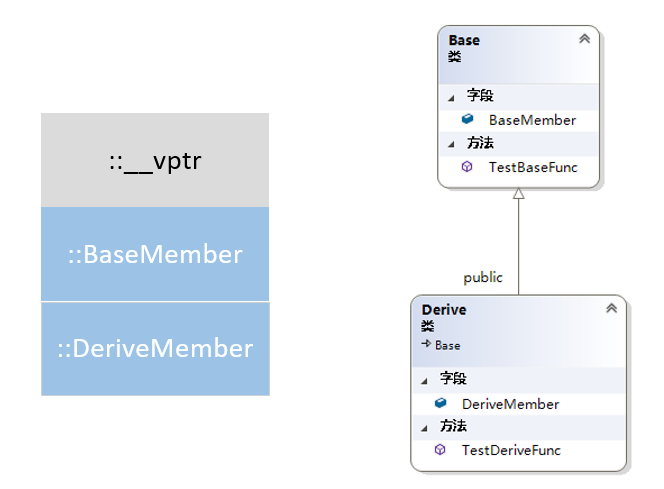 ::__vptr
::BaseMember
::DeriveMember
Base
类
字段
BaseMember
方法
TestBaseFunc
public
Derive
类
Base
字段
DeriveMember
方法
TestDeriveFunc